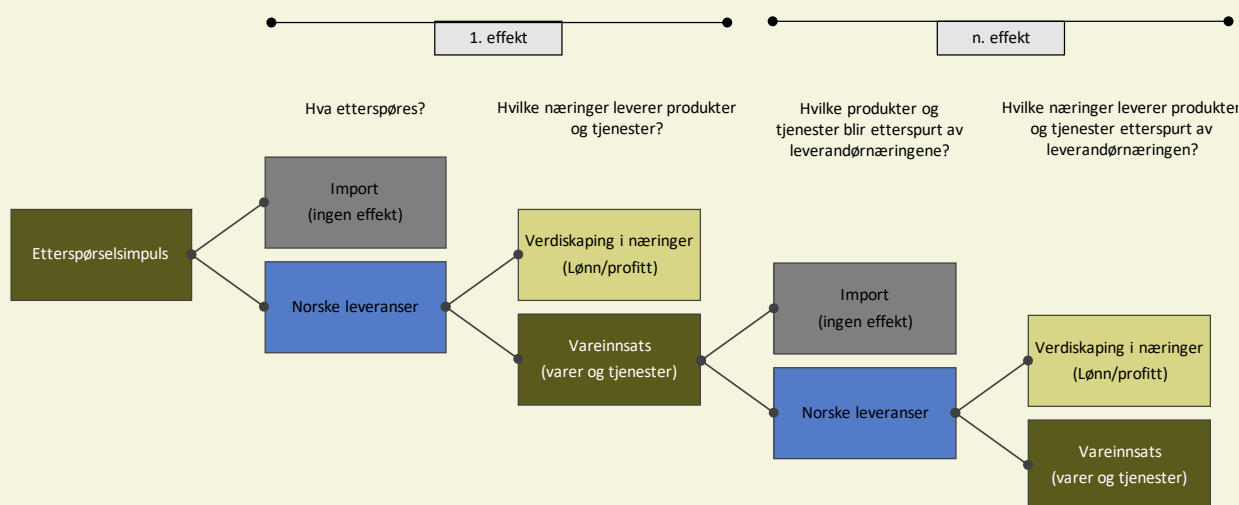 1. effekt
n. effekt
Hva etterspøres?
Hvilke næringer leverer produkter
og tjenester?
Hvilke produkter og
tjenester blir etterspurt av
leverandørnæringene?
Hvilke næringer leverer produkter
og tjenester etterspurt av
leverandørnæringen?
Etterspørselsimpuls
Import
(ingen effekt)
Norske leveranser
Verdiskaping i næringer
(Lønn/profitt)
Vareinnsats
(varer og tjenester)
Import
(ingen effekt)
Norske leveranser
Verdiskaping i næringer
(Lønn/profitt)
Vareinnsats
(varer og tjenester)